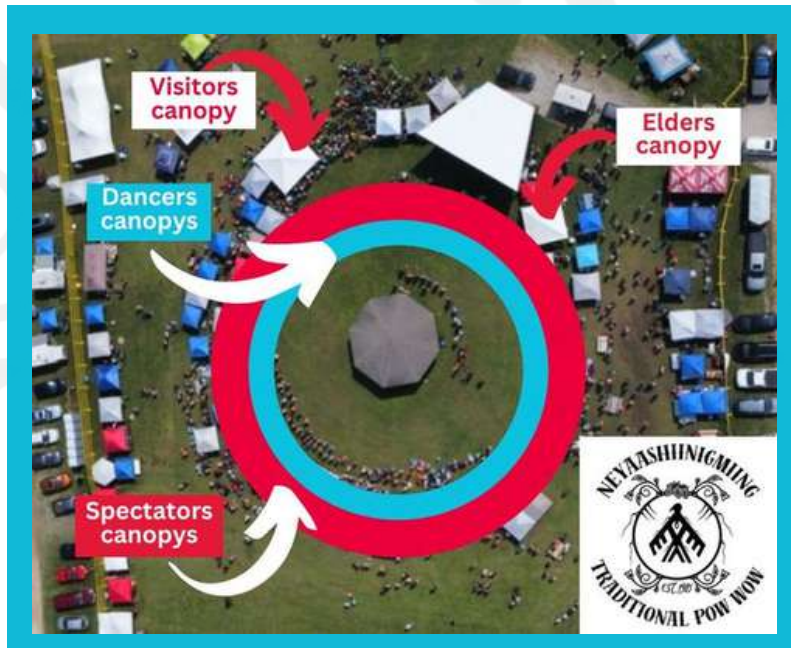 Visitors
canopy
Elders
canopy
Dancers
canopys
Spectators
canopys
NEYAASHIINIGMIING
TRADITIONAL POW WOW